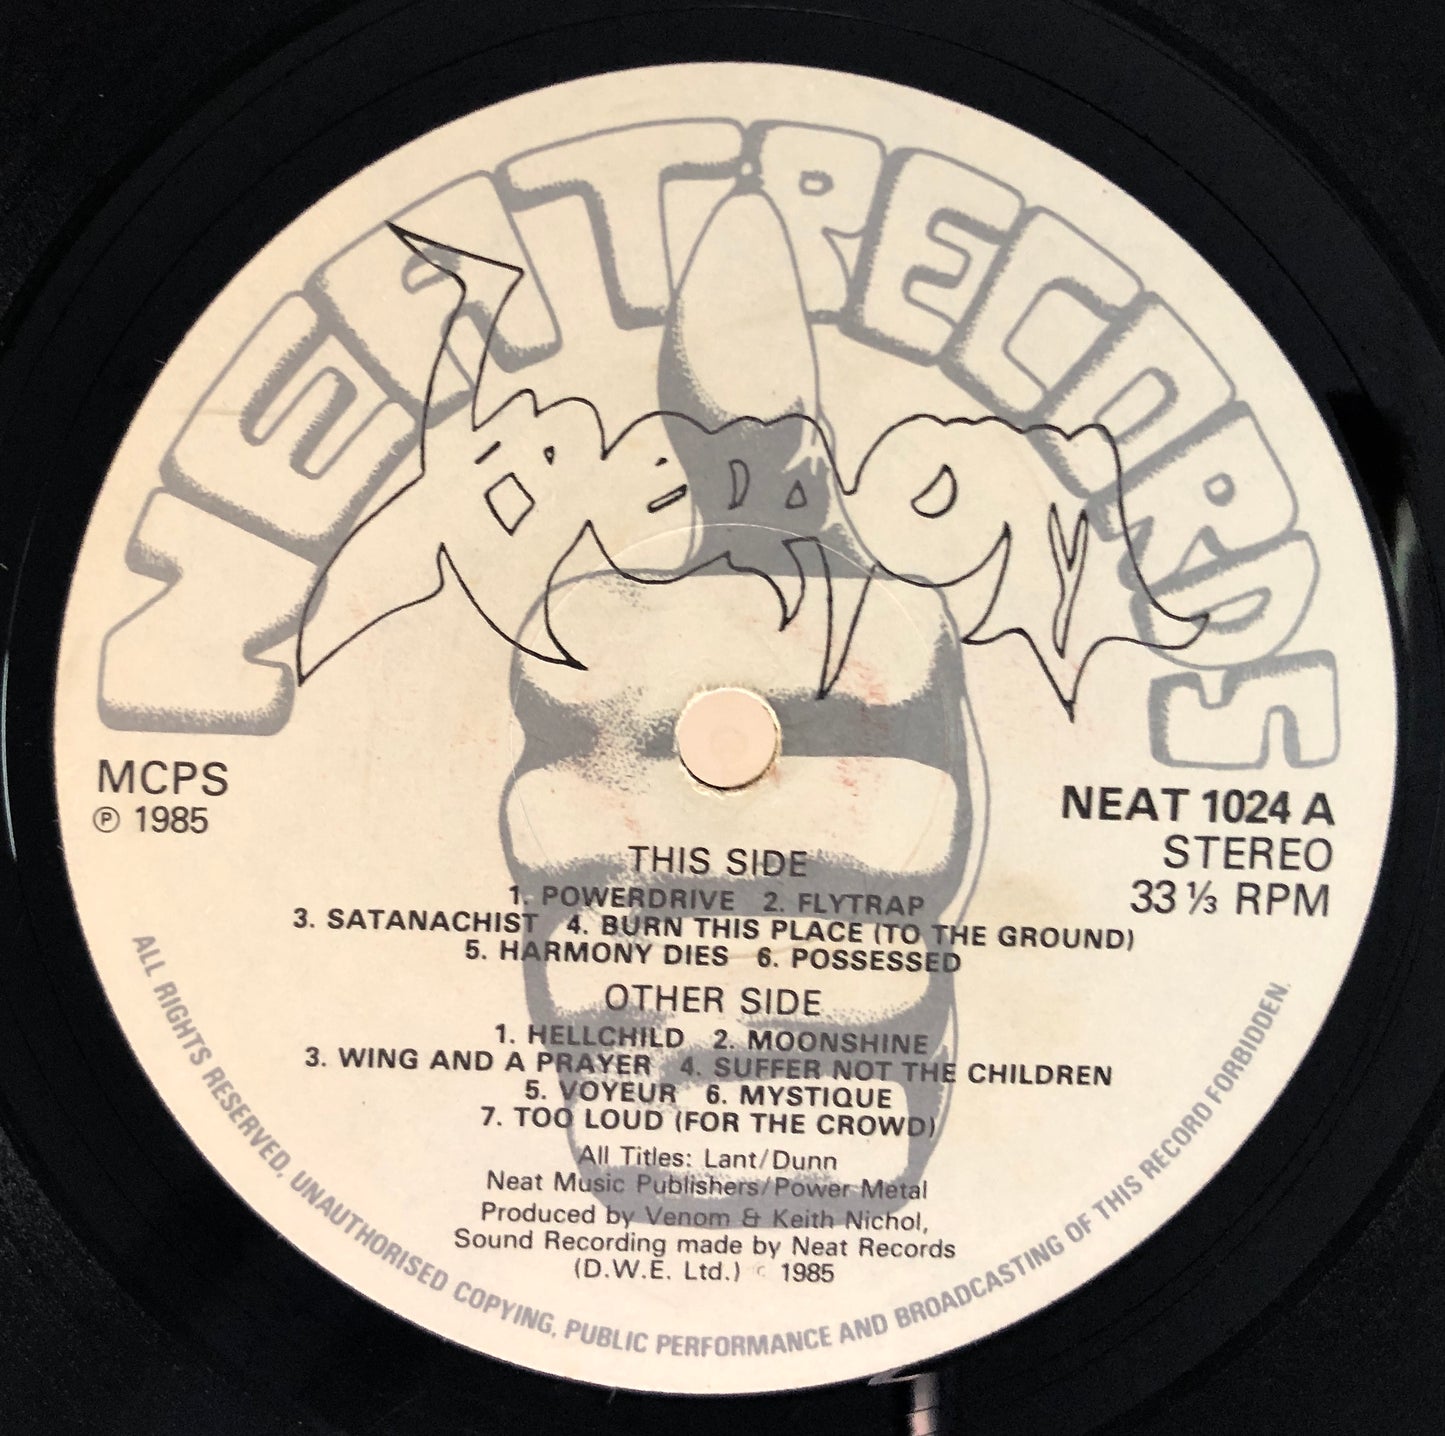 NEAT RECORDS
Venom
MCPS
℗ 1985
NEAT 1024 A
STEREO
33 ⅓ RPM
THIS SIDE
1. POWERDRIVE 2. FLYTRAP
3. SATANACHIST 4. BURN THIS PLACE (TO THE GROUND)
5. HARMONY DIES 6. POSSESSED
OTHER SIDE
1. HELLCHILD 2. MOONSHINE
3. WING AND A PRAYER 4. SUFFER NOT THE CHILDREN
5. VOYEUR 6. MYSTIQUE
7. TOO LOUD (FOR THE CROWD)
All Titles: Lant/Dunn
Neat Music Publishers/Power Metal
Produced by Venom & Keith Nichol,
Sound Recording made by Neat Records
(D.W.E. Ltd.) © 1985
ALL RIGHTS RESERVED. UNAUTHORISED COPYING, PUBLIC PERFORMANCE AND BROADCASTING OF THIS RECORD FORBIDDEN.